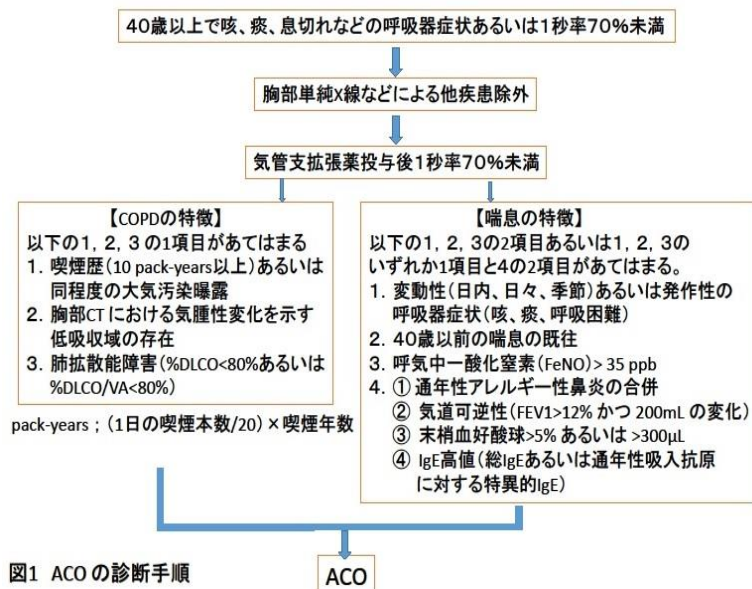 40歳以上で咳、痰、息切れなどの呼吸器症状あるいは1秒率70%未満
胸部単純X線などによる他疾患除外
気管支拡張薬投与後1秒率70%未満
【COPDの特徴】
以下の1, 2, 3の1項目があてはまる
1. 喫煙歴(10 pack-years以上)あるいは
同程度の大気汚染曝露
2. 胸部CTにおける気腫性変化を示す
低吸収域の存在
3. 肺拡散能障害(%DLCO<80%あるいは
%DLCO/VA<80%)
pack-years ; (1日の喫煙本数/20)×喫煙年数
【喘息の特徴】
以下の1, 2, 3の2項目あるいは1, 2, 3の
いずれか1項目と4の2項目があてはまる。
1. 変動性(日内、日々、季節)あるいは発作性の
呼吸器症状(咳、痰、呼吸困難)
2. 40歳以前の喘息の既往
3. 呼気中一酸化窒素(FeNO)> 35 ppb
4. ① 通年性アレルギー性鼻炎の合併
② 気道可逆性(FEV1>12% かつ 200mL の変化)
③ 末梢血好酸球>5% あるいは >300μL
④ IgE高値(総IgEあるいは通年性吸入抗原
に対する特異的IgE)
ACO
図1 ACO の診断手順